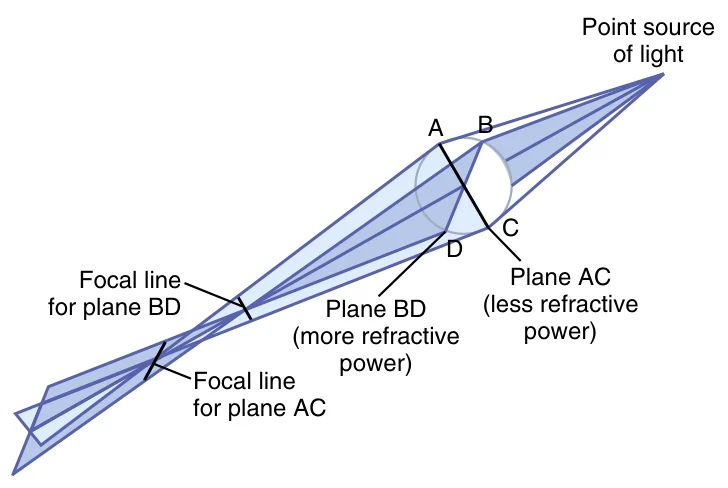 Point source
of light
A
B
C
D
Plane AC
(less refractive
power)
Plane BD
(more refractive
power)
Focal line
for plane BD
Focal line
for plane AC